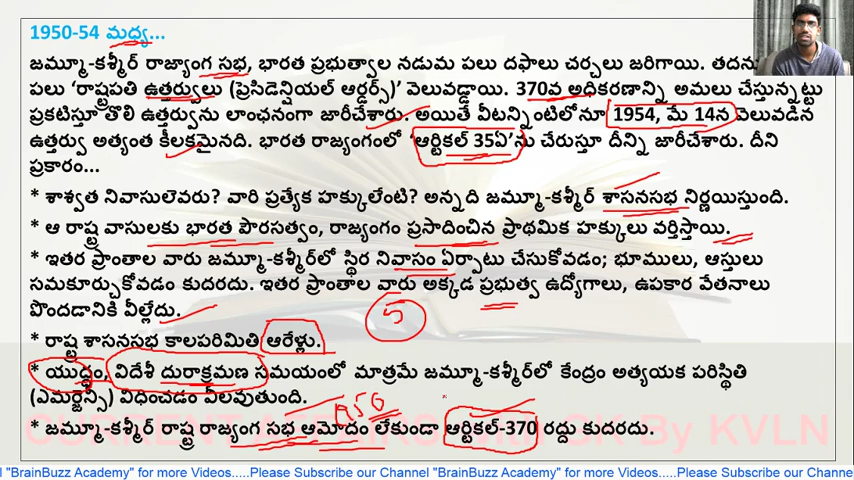 1950-54 మధ్య...
జమ్మూ-కశ్మీర్ రాజ్యాంగ సభ, భారత ప్రభుత్వాల నడుమ పలు దఫాలు చర్చలు జరిగాయి. తదను
పలు ‘రాష్ట్రపతి ఉత్తర్వులు (ప్రెసిడెన్షియల్ ఆర్డర్స్)’ వెలువడ్డాయి. 370వ అధికరణాన్ని అమలు చేస్తున్నట్టు
ప్రకటిస్తూ తొలి ఉత్తర్వును లాంఛనంగా జారీచేశారు. అయితే వీటన్నింటిలోనూ 1954, మే 14న వెలువడిన
ఉత్తర్వు అత్యంత కీలకమైనది. భారత రాజ్యంగంలో ‘ఆర్టికల్ 35ఏ’ను చేరుస్తూ దీన్ని జారీచేశారు. దీని
ప్రకారం...
* శాశ్వత నివాసులెవరు? వారి ప్రత్యేక హక్కులేంటి? అన్నది జమ్మూ-కశ్మీర్ శాసనసభ నిర్ణయిస్తుంది.
* ఆ రాష్ట్ర వాసులకు భారత పౌరసత్వం, రాజ్యంగం ప్రసాదించిన ప్రాథమిక హక్కులు వర్తిస్తాయి.
* ఇతర ప్రాంతాల వారు జమ్మూ-కశ్మీర్‌లో స్థిర నివాసం ఏర్పాటు చేసుకోవడం; భూములు, ఆస్తులు
సమకూర్చుకోవడం కుదరదు. ఇతర ప్రాంతాల వారు అక్కడ ప్రభుత్వ ఉద్యోగాలు, ఉపకార వేతనాలు
పొందడానికి వీల్లేదు.
5
* రాష్ట్ర శాసనసభ కాలపరిమితి ఆరేళ్లు.
* యుద్ధం, విదేశీ దురాక్రమణ సమయంలో మాత్రమే జమ్మూ-కశ్మీర్‌లో కేంద్రం అత్యయక పరిస్థితి
(ఎమర్జెన్సీ) విధించడం వీలవుతుంది.
1956
* జమ్మూ-కశ్మీర్ రాష్ట్ర రాజ్యంగ సభ ఆమోదం లేకుండా ఆర్టికల్-370 రద్దు కుదరదు.
l "BrainBuzz Academy" for more Videos.....Please Subscribe our Channel "BrainBuzz Academy" for more Videos.....Please Subscribe our Channel "BrainBuz